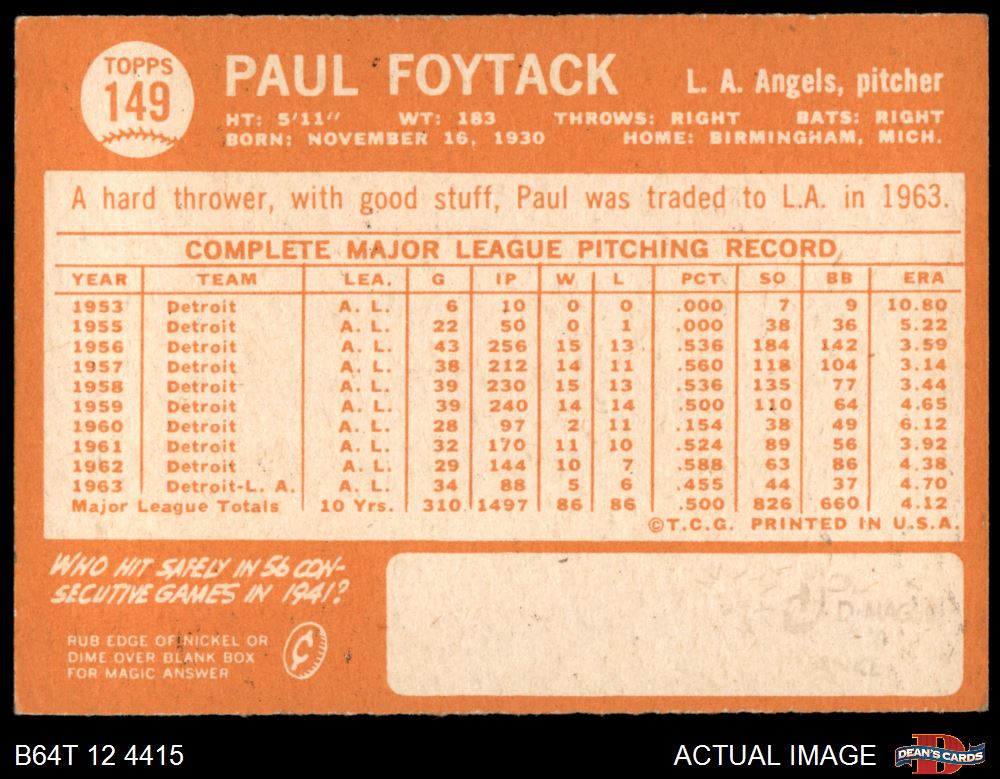 TOPPS
149
PAUL FOYTACK
L. A. Angels, pitcher
HT: 5'11" WT: 183 THROWS: RIGHT BATS: RIGHT
BORN: NOVEMBER 16, 1930 HOME: BIRMINGHAM, MICH.
A hard thrower, with good stuff, Paul was traded to L.A. in 1963.
COMPLETE MAJOR LEAGUE PITCHING RECORD
YEAR TEAM LEA. G IP W L PCT. SO BB ERA
1953 Detroit A. L. 6 10 0 0 .000 7 9 10.80
1955 Detroit A. L. 22 50 0 1 .000 38 36 5.22
1956 Detroit A. L. 43 256 15 13 .536 184 142 3.59
1957 Detroit A. L. 38 212 14 11 .560 118 104 3.14
1958 Detroit A. L. 39 230 15 13 .536 135 77 3.44
1959 Detroit A. L. 39 240 14 14 .500 110 64 4.65
1960 Detroit A. L. 28 97 2 11 .154 38 49 6.12
1961 Detroit A. L. 32 170 11 10 .524 89 56 3.92
1962 Detroit A. L. 29 144 10 7 .588 63 86 4.38
1963 Detroit-L. A. A. L. 34 88 5 6 .455 44 37 4.70
Major League Totals 10 Yrs. 310 1497 86 86 .500 826 660 4.12
©T.C.G. PRINTED IN U.S.A.
WHO HIT SAFELY IN 56 CON-
SECUTIVE GAMES IN 1941?
RUB EDGE OF NICKEL OR
DIME OVER BLANK BOX
FOR MAGIC ANSWER
¢
B64T 12 4415
ACTUAL IMAGE
DEAN'S CARDS